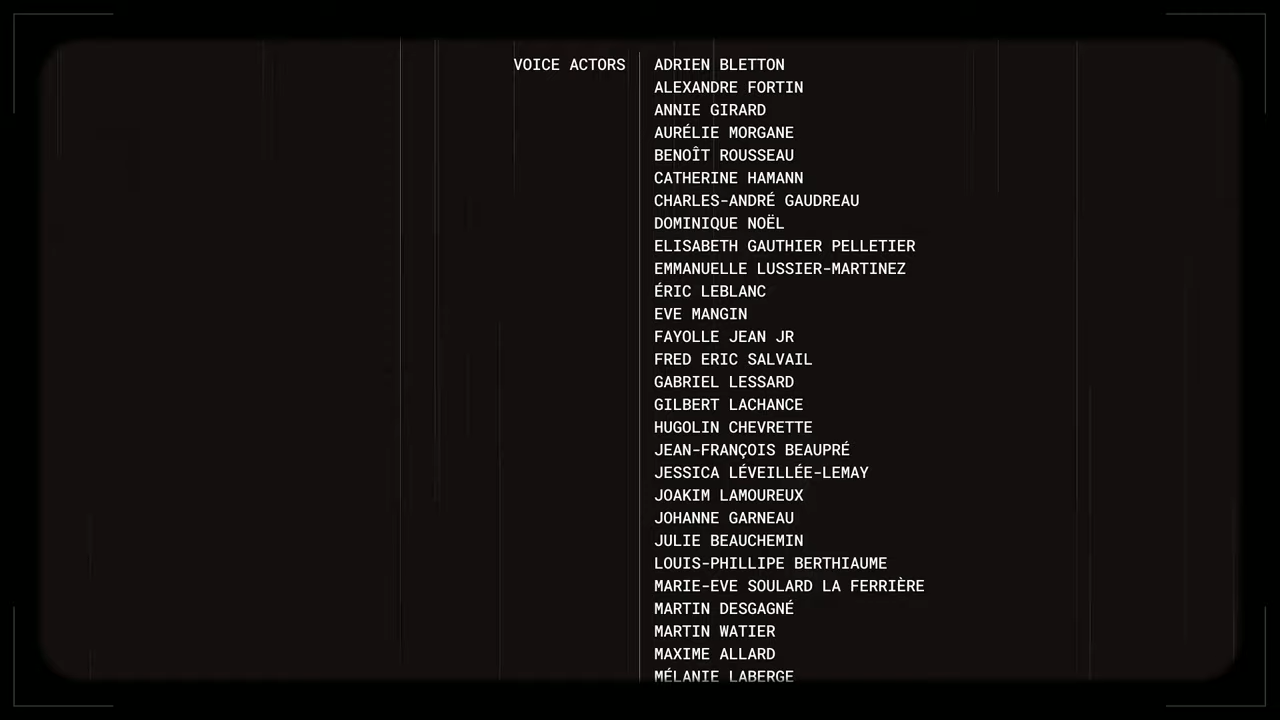 VOICE ACTORS ADRIEN BLETTON
ALEXANDRE FORTIN
ANNIE GIRARD
AURÉLIE MORGANE
BENOÎT ROUSSEAU
CATHERINE HAMANN
CHARLES-ANDRÉ GAUDREAU
DOMINIQUE NOËL
ELISABETH GAUTHIER PELLETIER
EMMANUELLE LUSSIER-MARTINEZ
ÉRIC LEBLANC
EVE MANGIN
FAYOLLE JEAN JR
FRED ERIC SALVAIL
GABRIEL LESSARD
GILBERT LACHANCE
HUGOLIN CHEVRETTE
JEAN-FRANÇOIS BEAUPRÉ
JESSICA LÉVEILLÉE-LEMAY
JOAKIM LAMOUREUX
JOHANNE GARNEAU
JULIE BEAUCHEMIN
LOUIS-PHILLIPE BERTHIAUME
MARIE-EVE SOULARD LA FERRIÈRE
MARTIN DESGAGNÉ
MARTIN WATIER
MAXIME ALLARD
MÉLANIE LABERGE